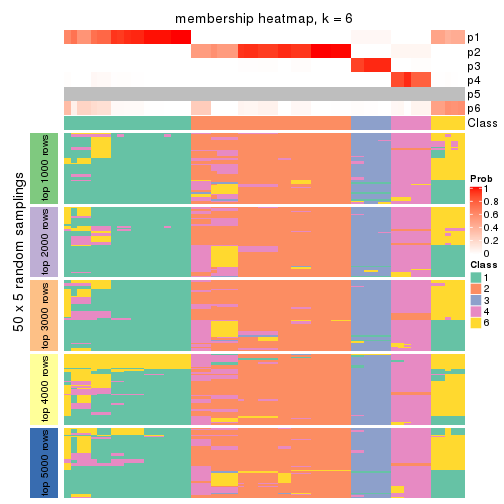 membership heatmap, k = 6
p1
p2
p3
p4
p5
p6
Class
50 x 5 random samplings
top 1000 rows
top 2000 rows
top 3000 rows
top 4000 rows
top 5000 rows
Prob
1
0.8
0.6
0.4
0.2
0
Class
1
2
3
4
6